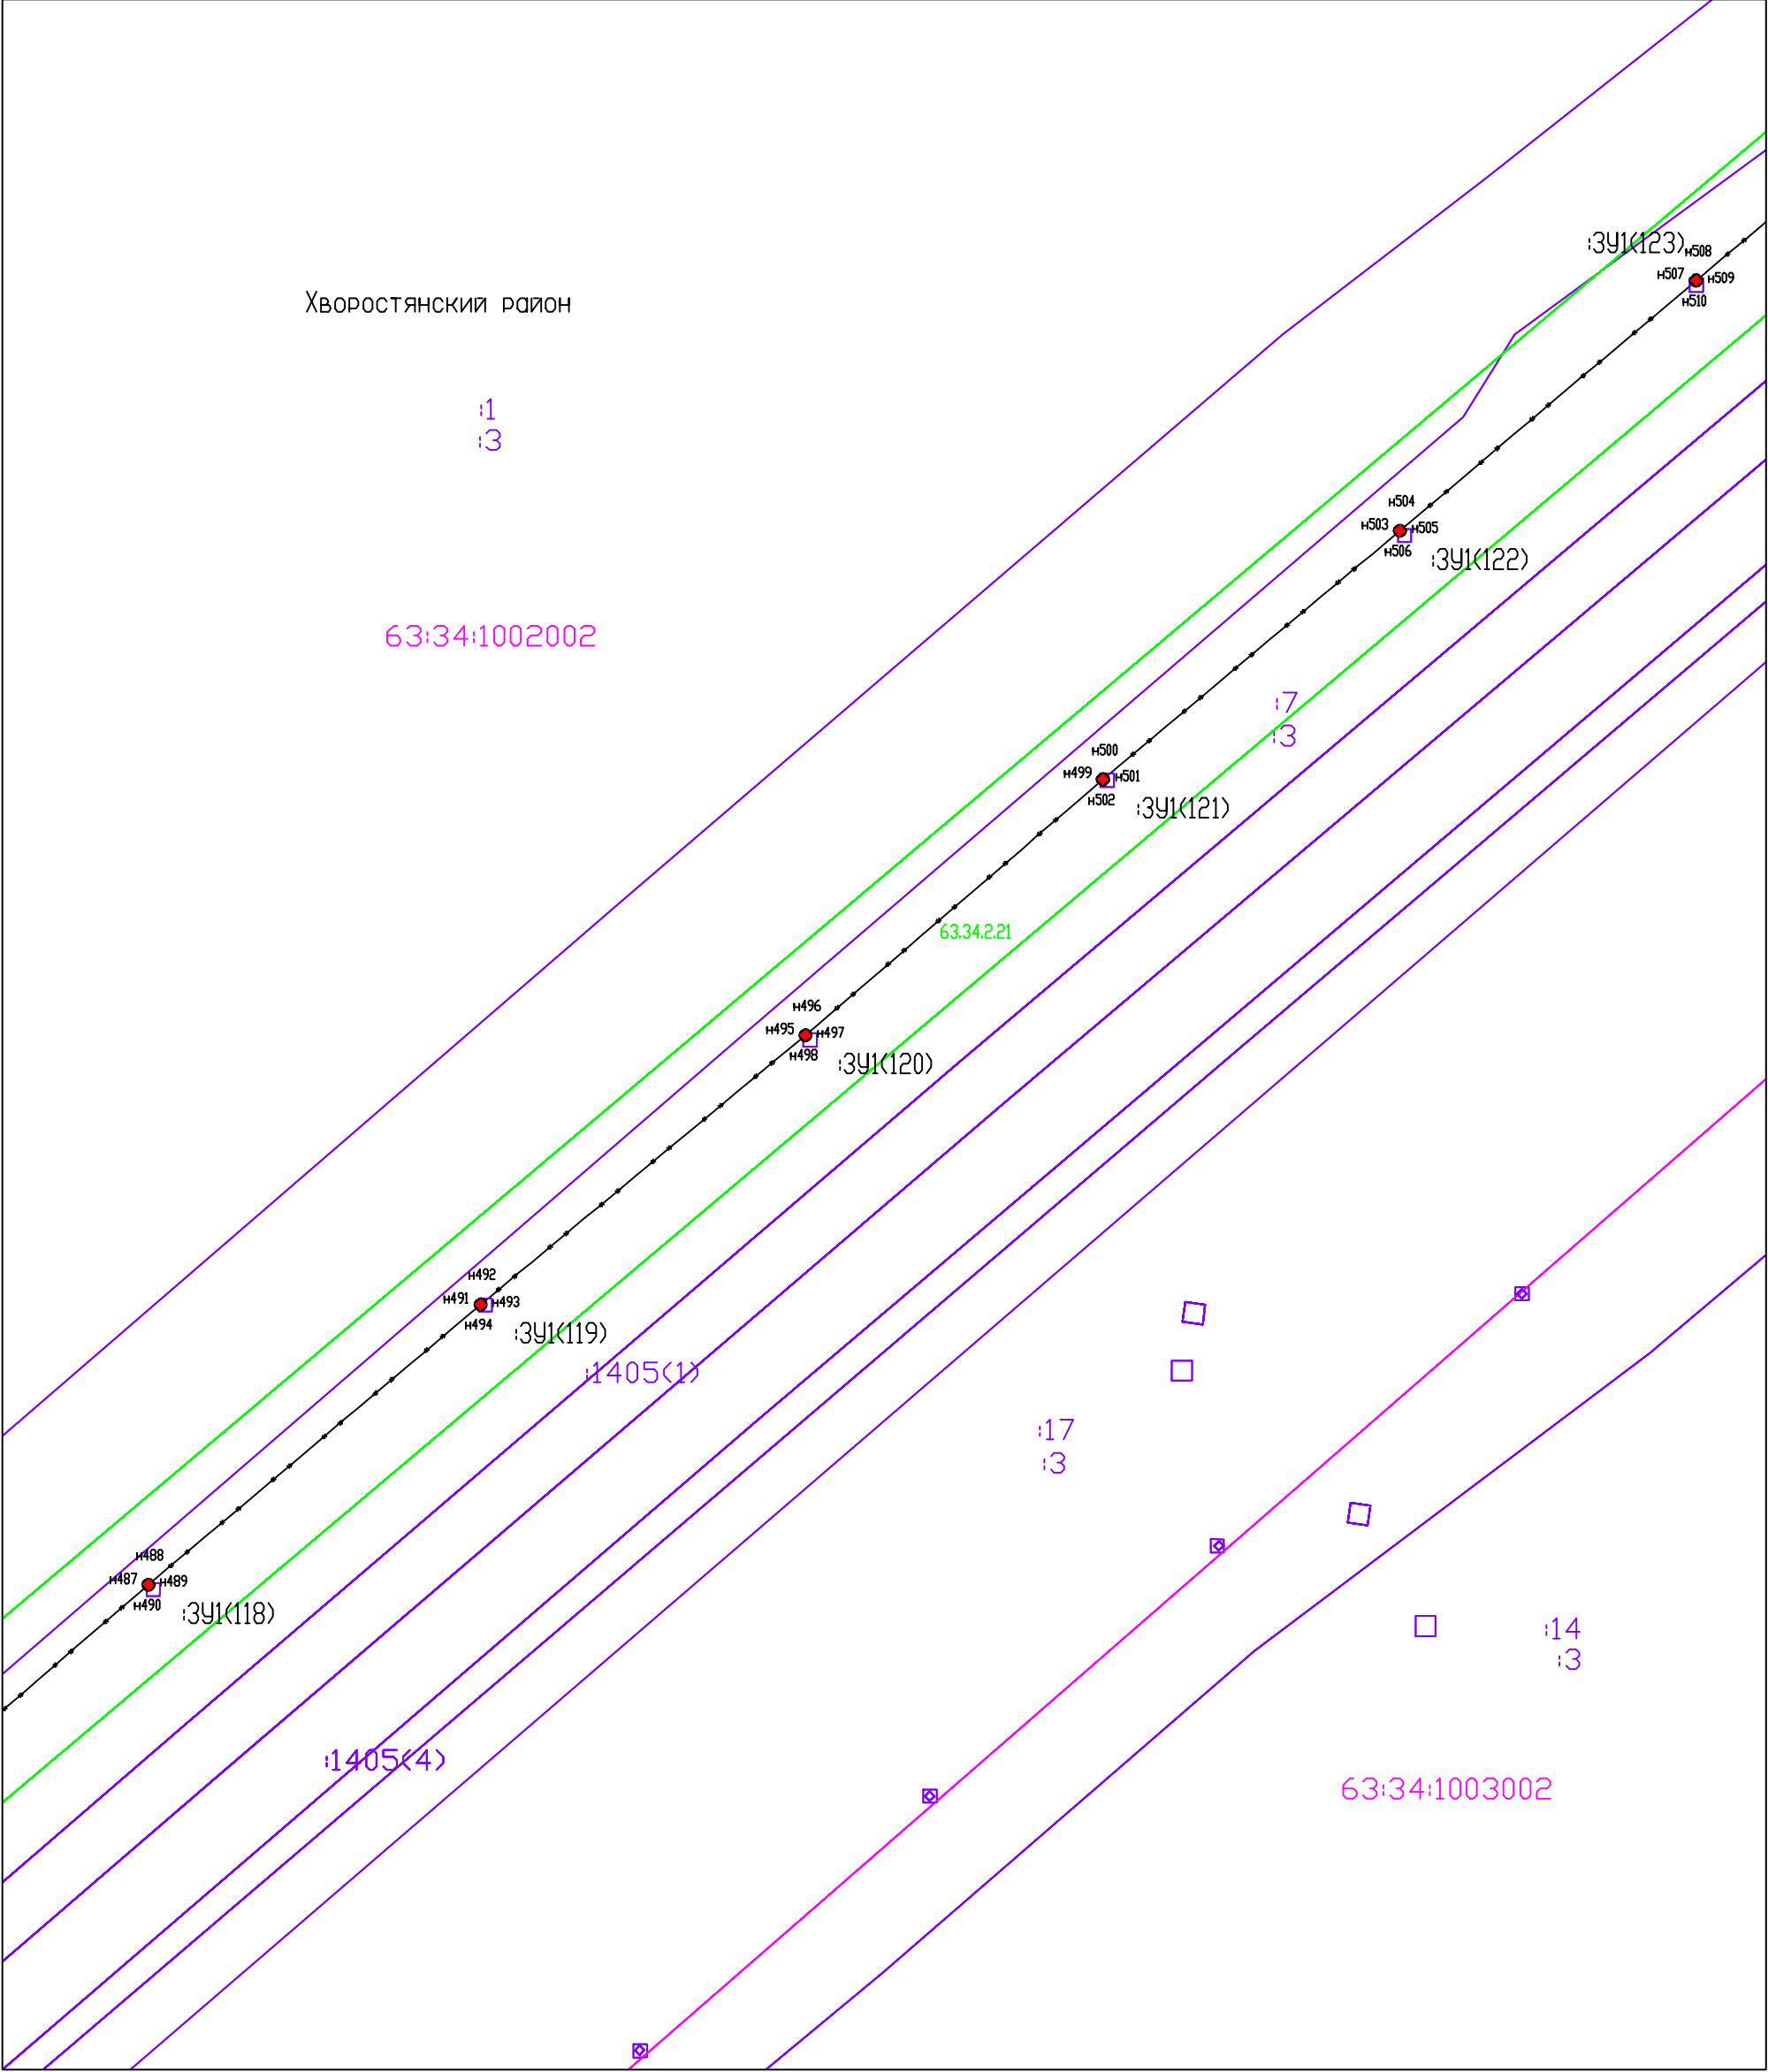 :ЗУ1(123)
н508
н507
н509
н510
Хворостянский район
:1
:3
н504
н503
н505
н506
:ЗУ1(122)
63:34:1002002
:7
:3
н500
н499
н501
н502
:ЗУ1(121)
63.34.2.21
н496
н495
н497
н498
:ЗУ1(120)
н492
н491
н493
н494
:ЗУ1(119)
:1405(1)
:17
:3
н488
н487
н489
н490
:ЗУ1(118)
:14
:3
:1405(4)
63:34:1003002